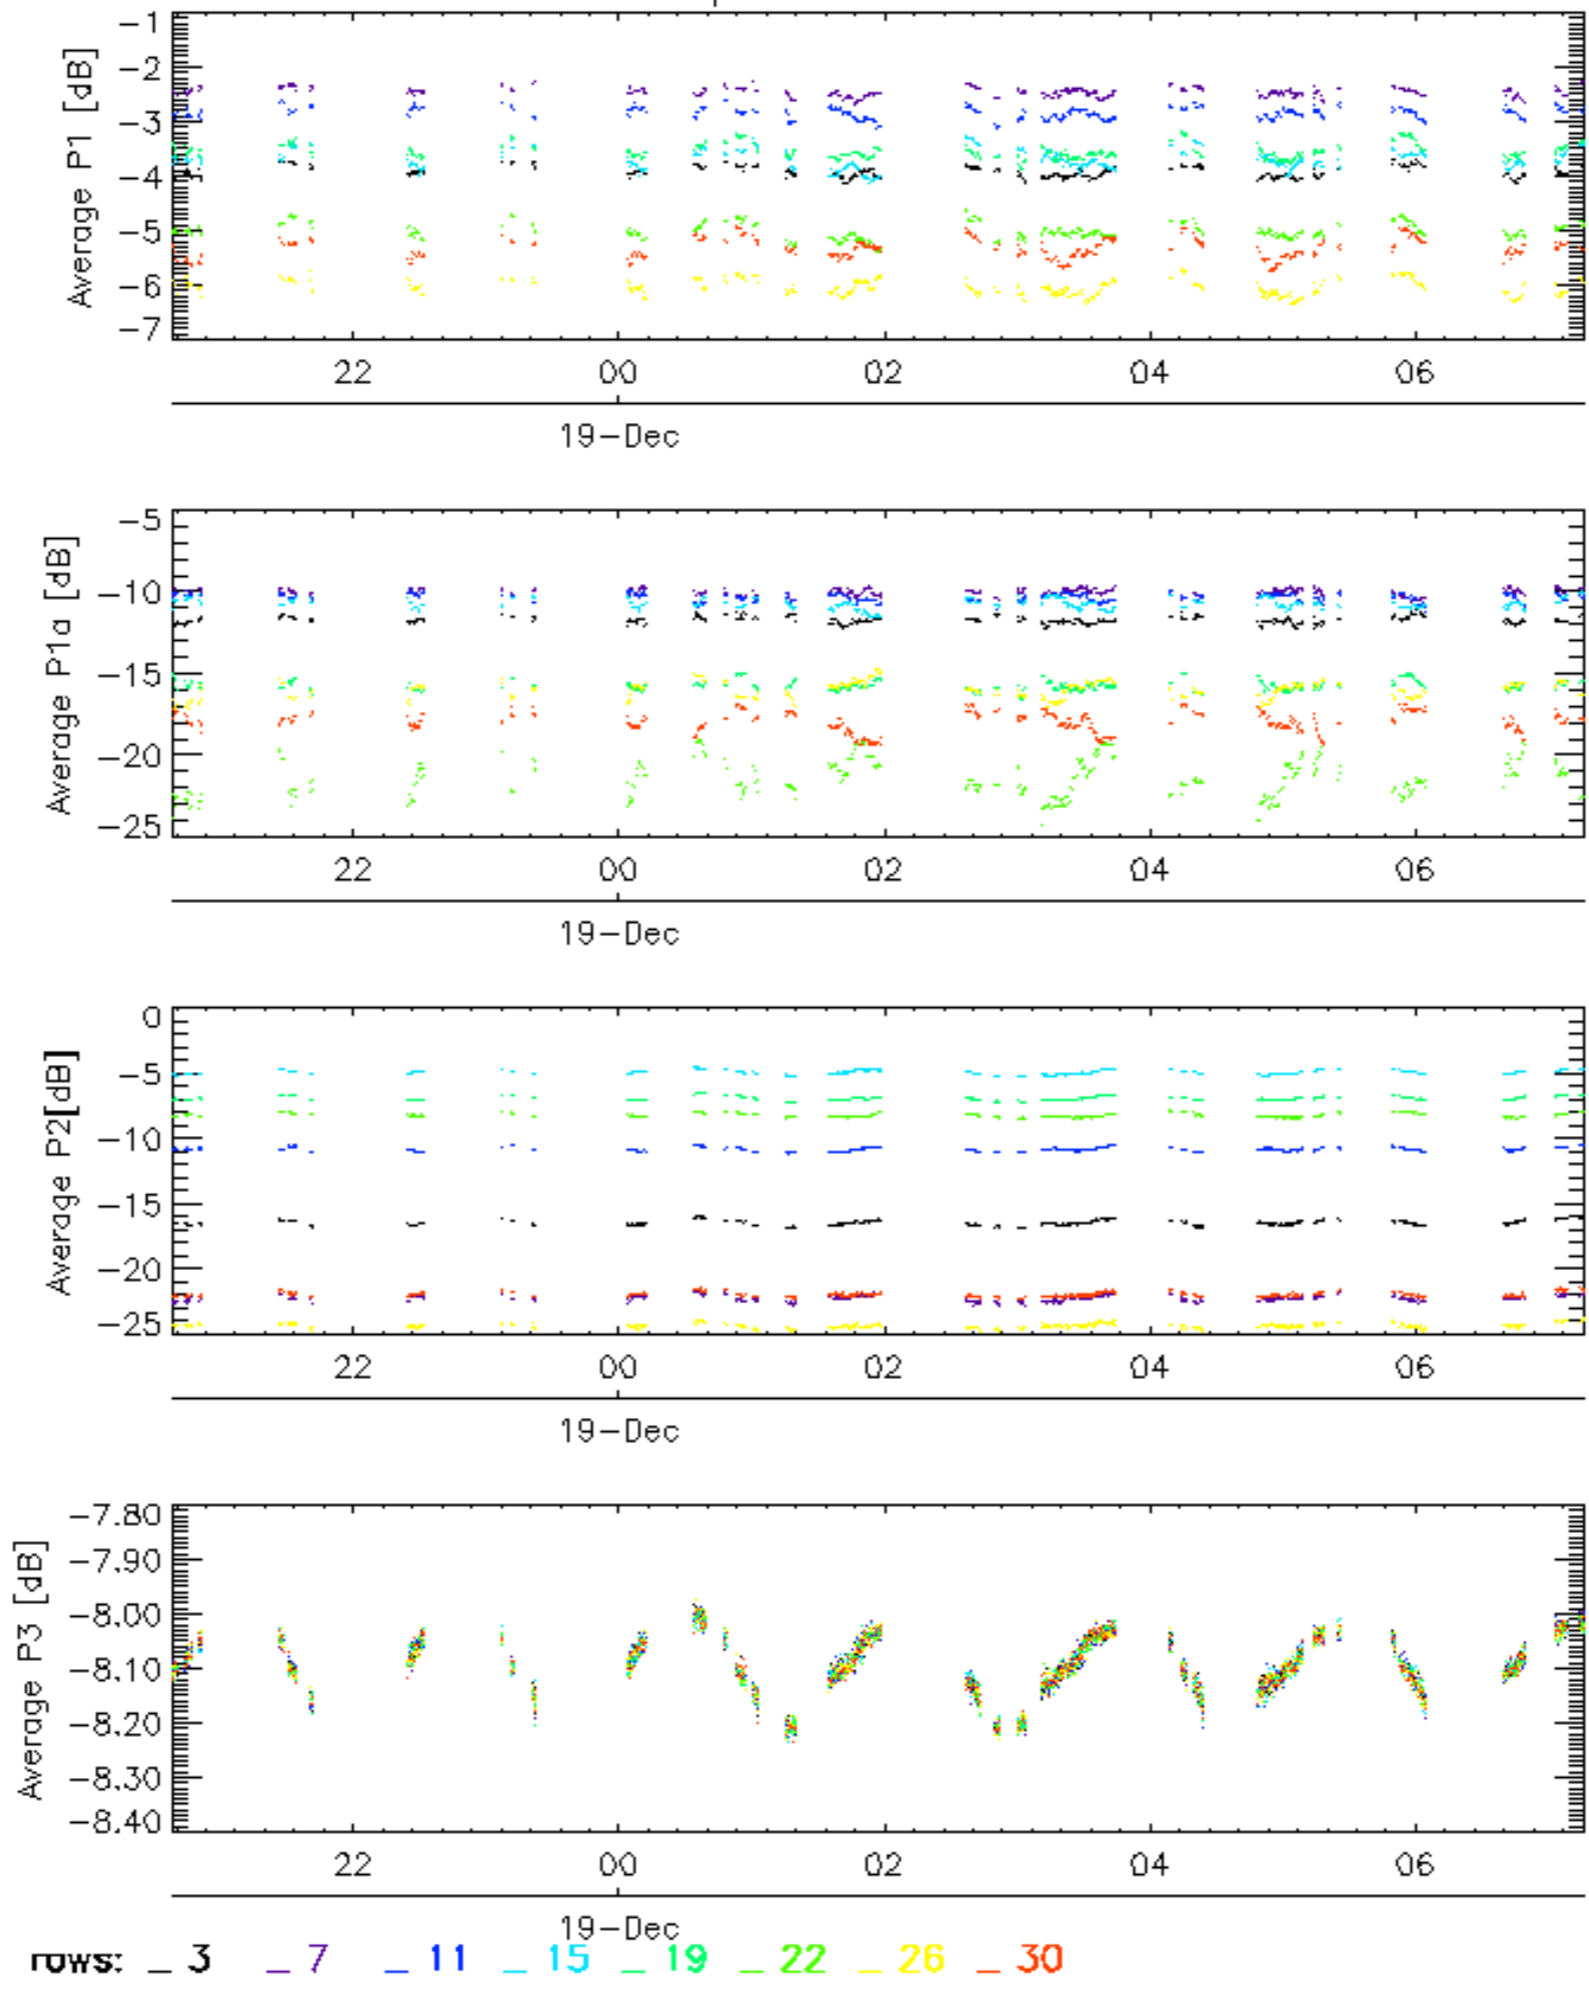 Average P1 [dB]
-1
-2
-3
-4
-5
-6
-7
22 00 02 04 06
19-Dec
Average P1a [dB]
-5
-10
-15
-20
-25
22 00 02 04 06
19-Dec
Average P2[dB]
0
-5
-10
-15
-20
-25
22 00 02 04 06
19-Dec
Average P3 [dB]
-7.80
-7.90
-8.00
-8.10
-8.20
-8.30
-8.40
22 00 02 04 06
19-Dec
rows: _ 3 _ 7 _ 11 _ 15 _ 19 _ 22 _ 26 _ 30